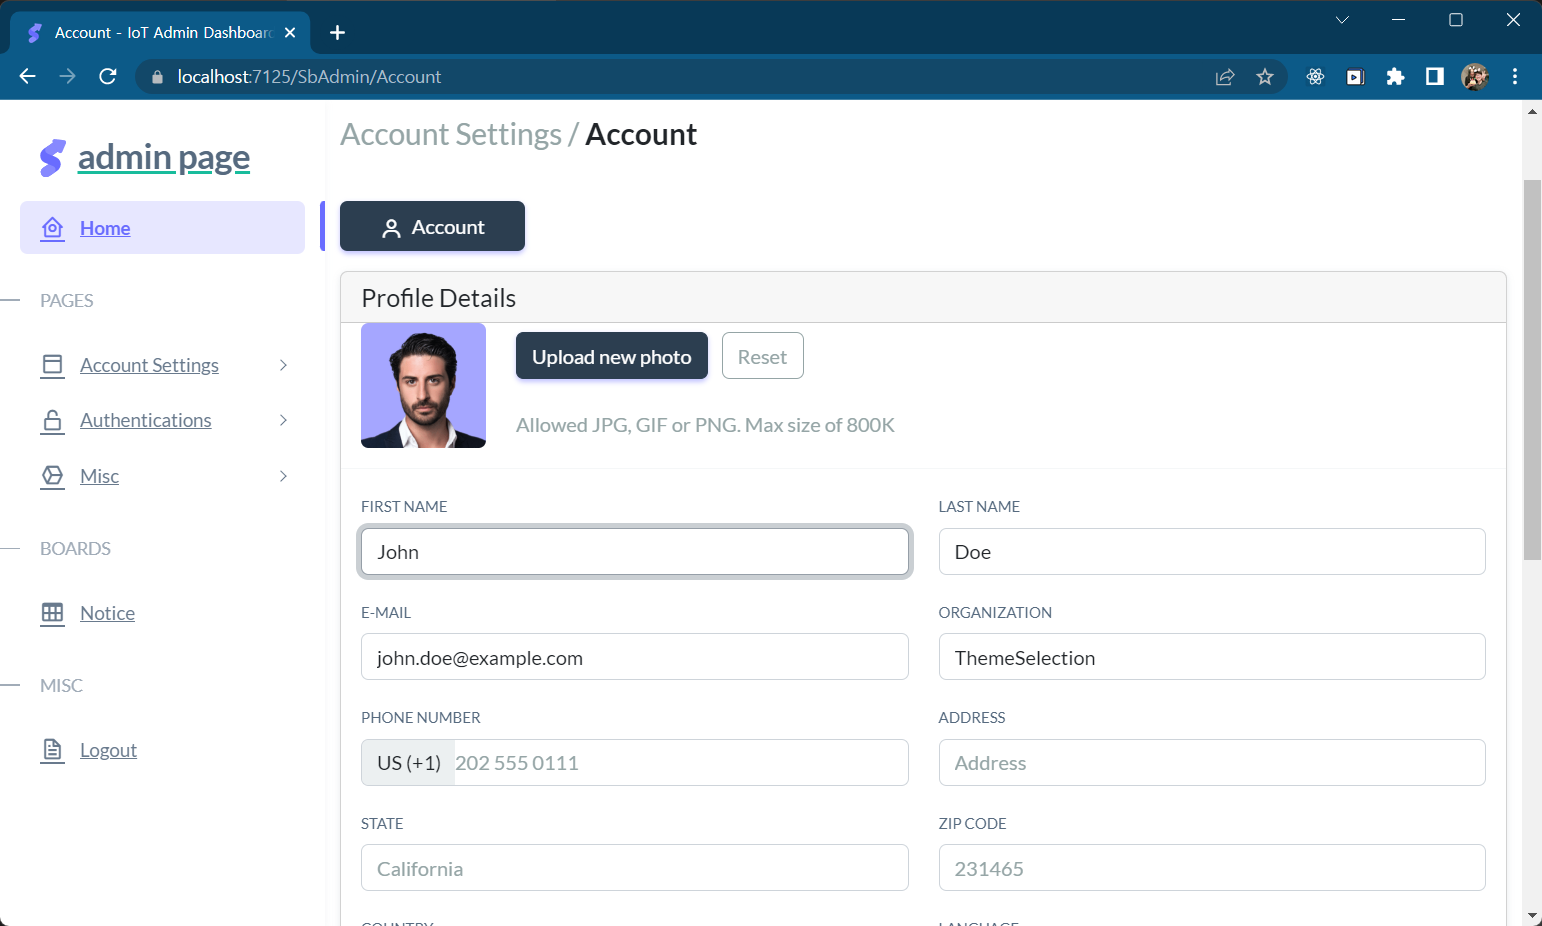 Account - IoT Admin Dashboard
localhost:7125/SbAdmin/Account
admin page
Home
PAGES
Account Settings
Authentications
Misc
BOARDS
Notice
MISC
Logout
Account Settings / Account
Account
Profile Details
Upload new photo
Reset
Allowed JPG, GIF or PNG. Max size of 800K
FIRST NAME
LAST NAME
John
Doe
E-MAIL
ORGANIZATION
john.doe@example.com
ThemeSelection
PHONE NUMBER
ADDRESS
US (+1) 202 555 0111
Address
STATE
ZIP CODE
California
231465
COUNTRY
LANGUAGE